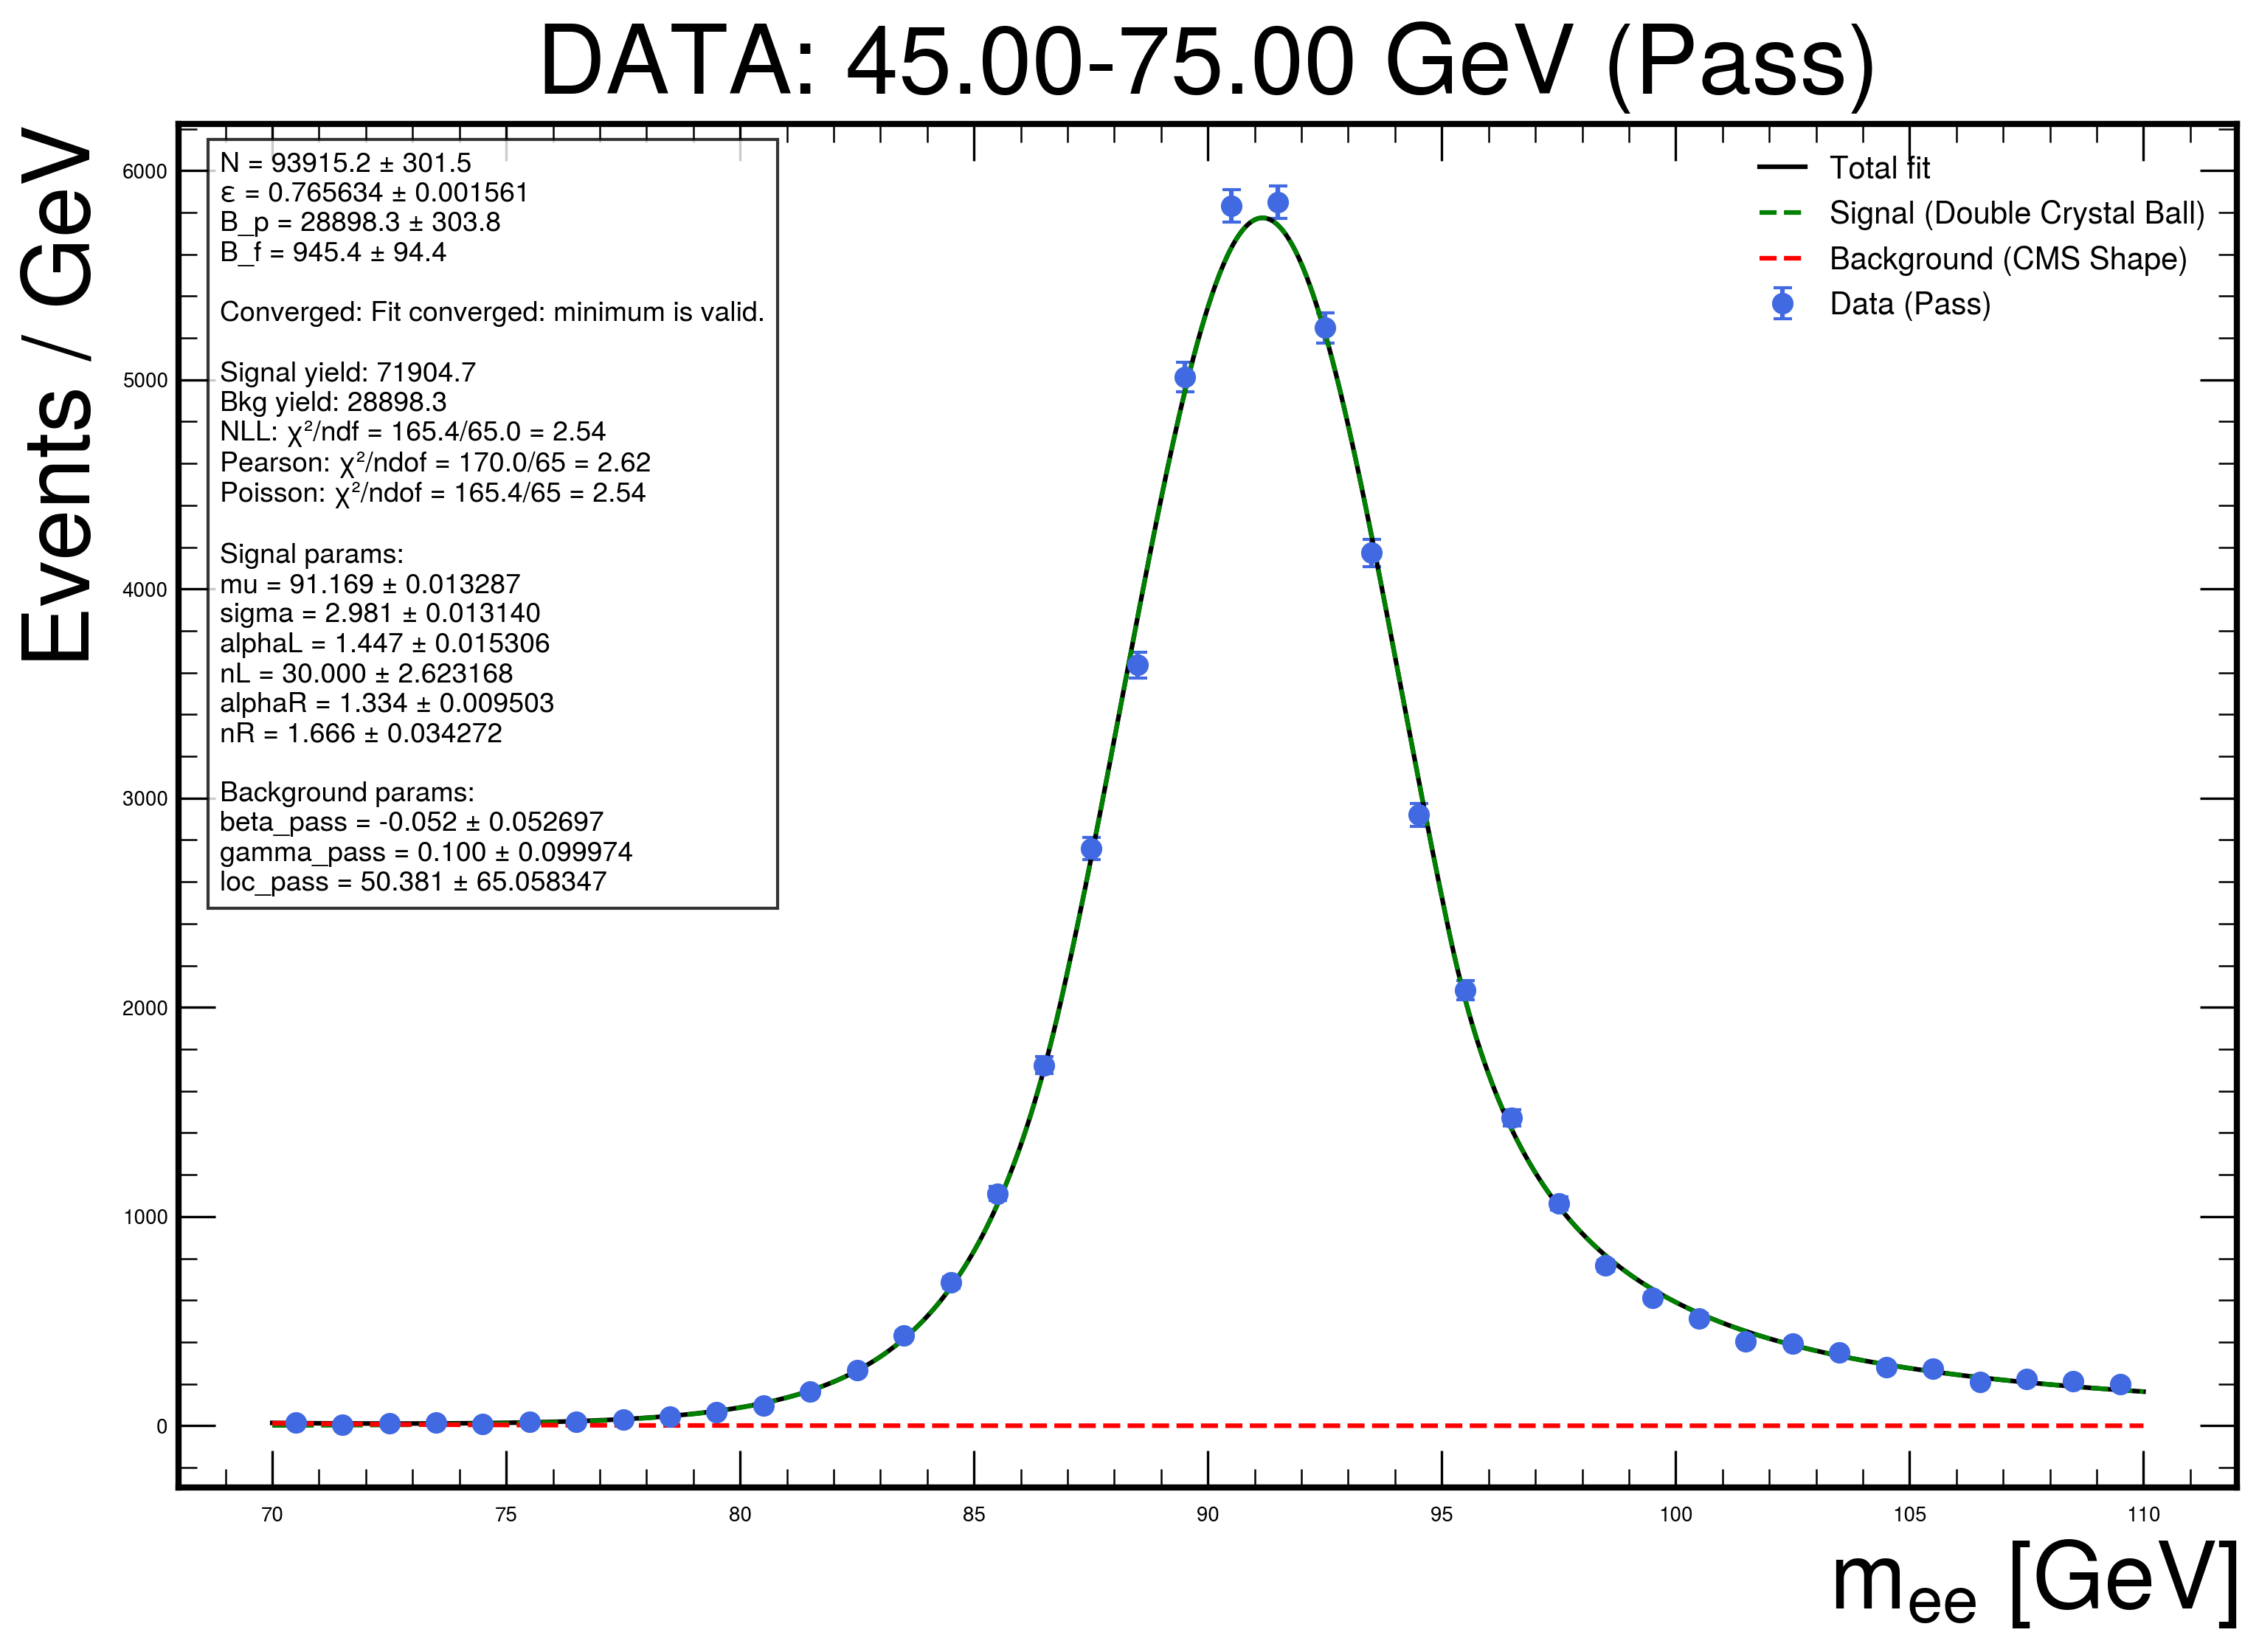 DATA: 45.00-75.00 GeV (Pass)
Events / GeV
N = 93915.2 ± 301.5
ε = 0.765634 ± 0.001561
B_p = 28898.3 ± 303.8
B_f = 945.4 ± 94.4
Converged: Fit converged: minimum is valid.
Signal yield: 71904.7
Bkg yield: 28898.3
NLL: χ²/ndf = 165.4/65.0 = 2.54
Pearson: χ²/ndof = 170.0/65 = 2.62
Poisson: χ²/ndof = 165.4/65 = 2.54
Signal params:
mu = 91.169 ± 0.013287
sigma = 2.981 ± 0.013140
alphaL = 1.447 ± 0.015306
nL = 30.000 ± 2.623168
alphaR = 1.334 ± 0.009503
nR = 1.666 ± 0.034272
Background params:
beta_pass = -0.052 ± 0.052697
gamma_pass = 0.100 ± 0.099974
loc_pass = 50.381 ± 65.058347
Total fit
Signal (Double Crystal Ball)
Background (CMS Shape)
Data (Pass)
6000
5000
4000
3000
2000
1000
0
70 75 80 85 90 95 100 105 110
m_ee [GeV]